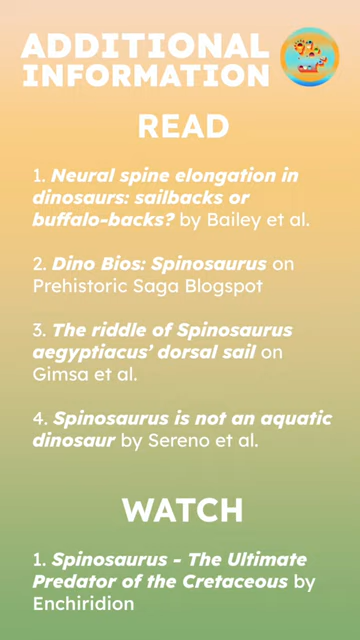 ADDITIONAL
INFORMATION
READ
1. Neural spine elongation in
dinosaurs: sailbacks or
buffalo-backs? by Bailey et al.
2. Dino Bios: Spinosaurus on
Prehistoric Saga Blogspot
3. The riddle of Spinosaurus
aegyptiacus’ dorsal sail on
Gimsa et al.
4. Spinosaurus is not an aquatic
dinosaur by Sereno et al.
WATCH
1. Spinosaurus - The Ultimate
Predator of the Cretaceous by
Enchiridion